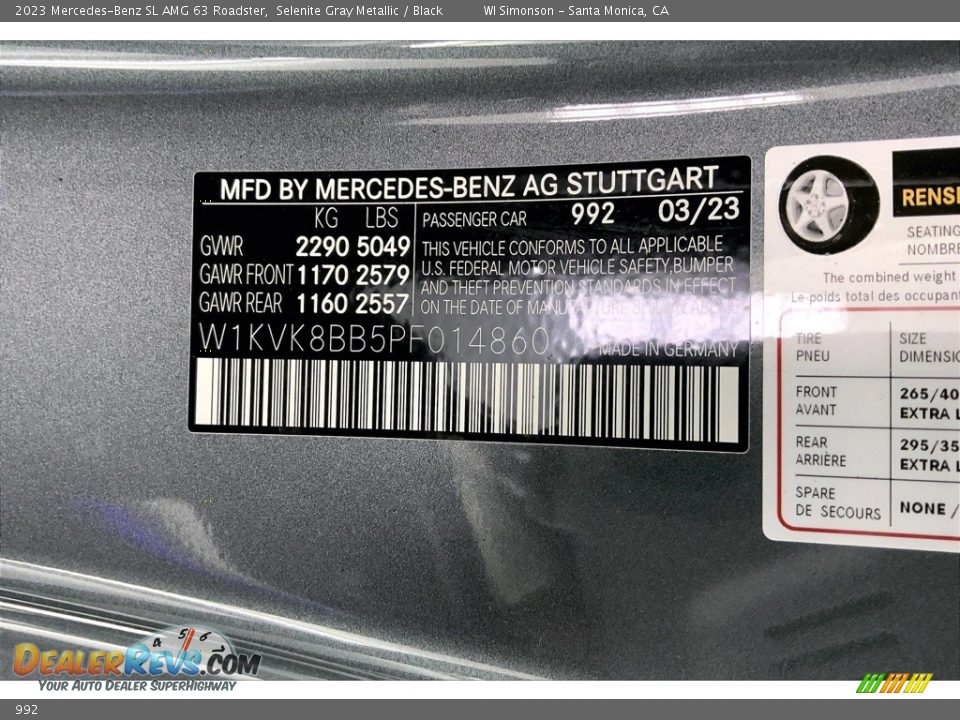 2023 Mercedes-Benz SL AMG 63 Roadster, Selenite Gray Metallic / Black WI Simonson - Santa Monica, CA
MFD BY MERCEDES-BENZ AG STUTTGART
KG LBS
GVWR 2290 5049
GAWR FRONT 1170 2579
GAWR REAR 1160 2557
PASSENGER CAR 992 03/23
THIS VEHICLE CONFORMS TO ALL APPLICABLE
U.S. FEDERAL MOTOR VEHICLE SAFETY,BUMPER
AND THEFT PREVENTION STANDARDS IN EFFECT
ON THE DATE OF MANUFACTURE SHOWN ABOVE
W1KVK8BB5PF014860
MADE IN GERMANY
SEATING
The combined weight
Le poids total des
TIRE
PNEU
SIZE
FRONT
AVANT
265/40
EXTRA
REAR
ARRIÈRE
295/35
EXTRA
SPARE
DE SECOURS
NONE /
4 5 6 7
DEALERREVS.COM
YOUR AUTO DEALER SUPERHIGHWAY
992